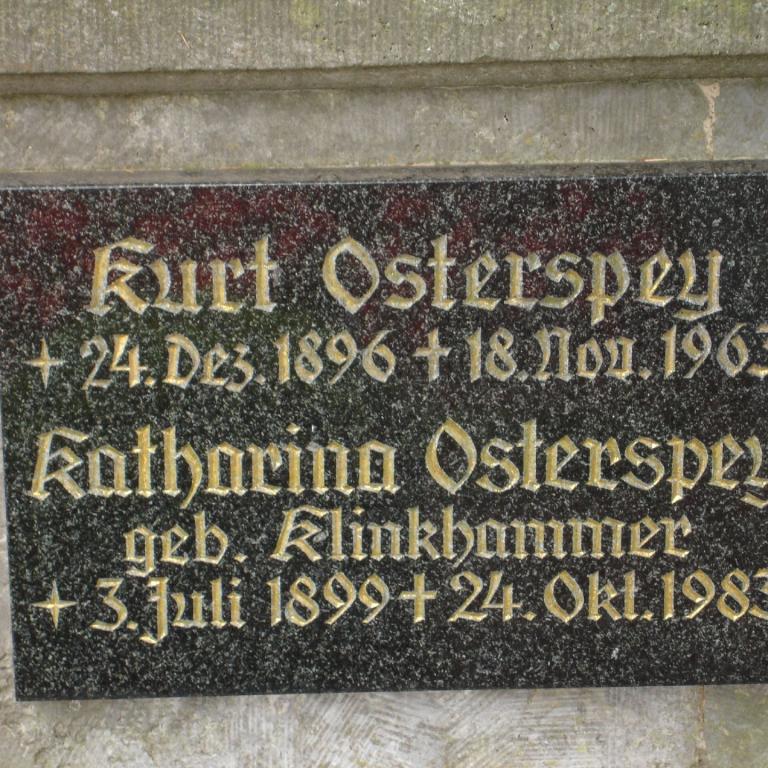 Kurt Osterspey
24. Dez. 1896 † 18. Nov. 1963
Katharina Osterspey
geb. Klinkhammer
3. Juli 1899 † 24. Okt. 1983